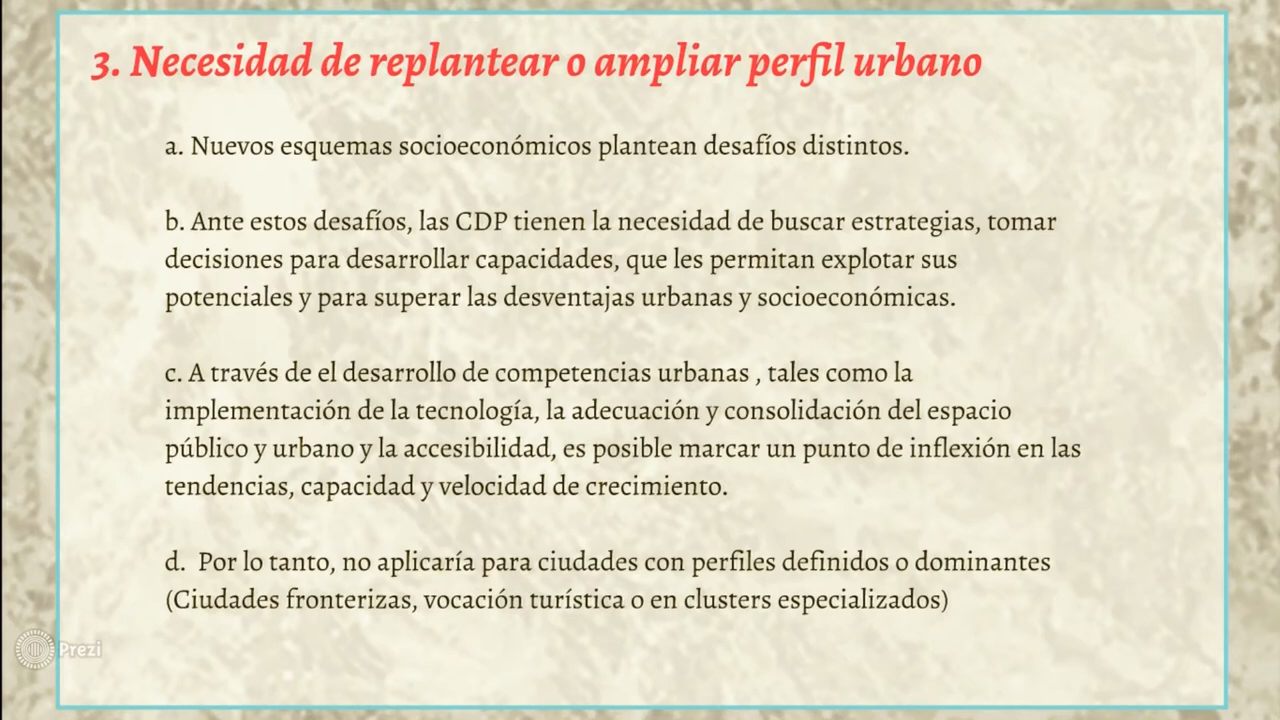 3. Necesidad de replantear o ampliar perfil urbano
a. Nuevos esquemas socioeconómicos plantean desafíos distintos.
b. Ante estos desafíos, las CDP tienen la necesidad de buscar estrategias, tomar
decisiones para desarrollar capacidades, que les permitan explotar sus
potenciales y para superar las desventajas urbanas y socioeconómicas.
c. A través de el desarrollo de competencias urbanas , tales como la
implementación de la tecnología, la adecuación y consolidación del espacio
público y urbano y la accesibilidad, es posible marcar un punto de inflexión en las
tendencias, capacidad y velocidad de crecimiento.
d.  Por lo tanto, no aplicaría para ciudades con perfiles definidos o dominantes
(Ciudades fronterizas, vocación turística o en clusters especializados)
Prezi